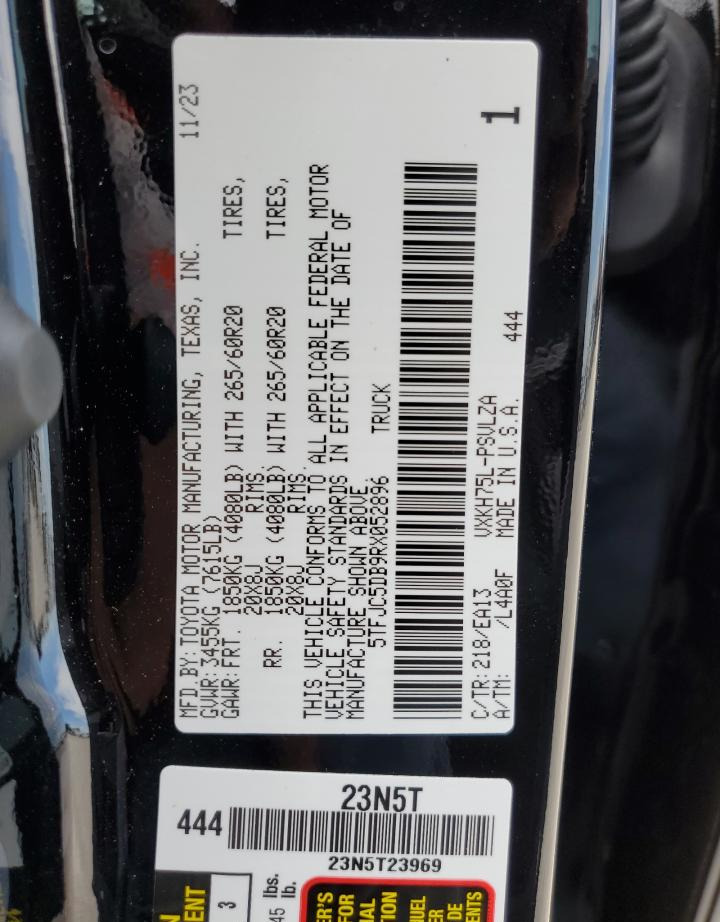 MFD BY: TOYOTA MOTOR MANUFACTURING, TEXAS, INC. 11/23
GVWR: 3455KG (7615LB)
GAWR: FRT. 1850KG (4080LB) WITH 265/60R20 TIRES,
20X8J RIMS.
RR. 1850KG (4080LB) WITH 265/60R20 TIRES,
20X8J RIMS.
THIS VEHICLE CONFORMS TO ALL APPLICABLE FEDERAL MOTOR
VEHICLE SAFETY STANDARDS IN EFFECT ON THE DATE OF
MANUFACTURE SHOWN ABOVE.
5TFJC5DB9RX052896 TRUCK
1
C/TR: 218/EA13 VXKH75L-PSVLZA
A/TM: /L4A0F MADE IN U.S.A. 444
23N5T
444
23N5T23969
3
45 lbs.
lb.